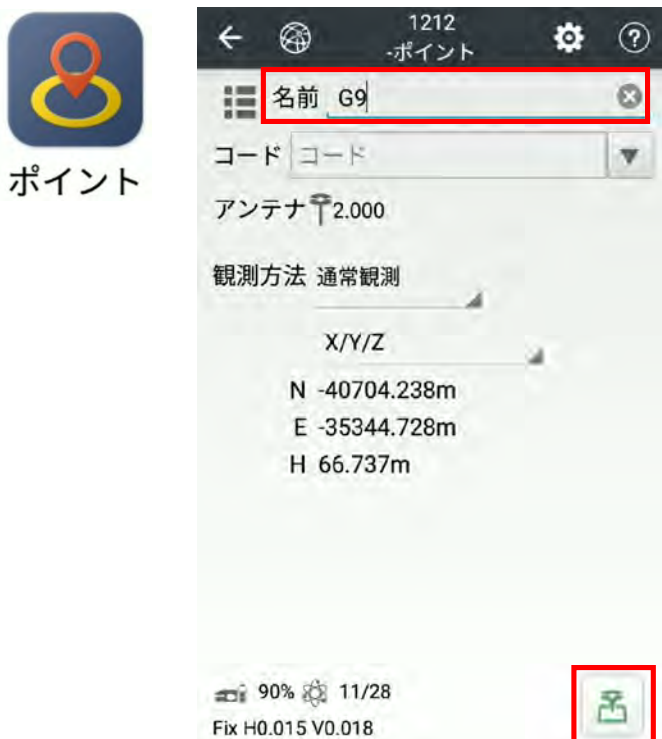 ポイント
1212
-ポイント
名前 G9
コード コード
アンテナ 2.000
観測方法 通常観測
X/Y/Z
N -40704.238m
E -35344.728m
H 66.737m
90% 11/28
Fix H0.015 V0.018